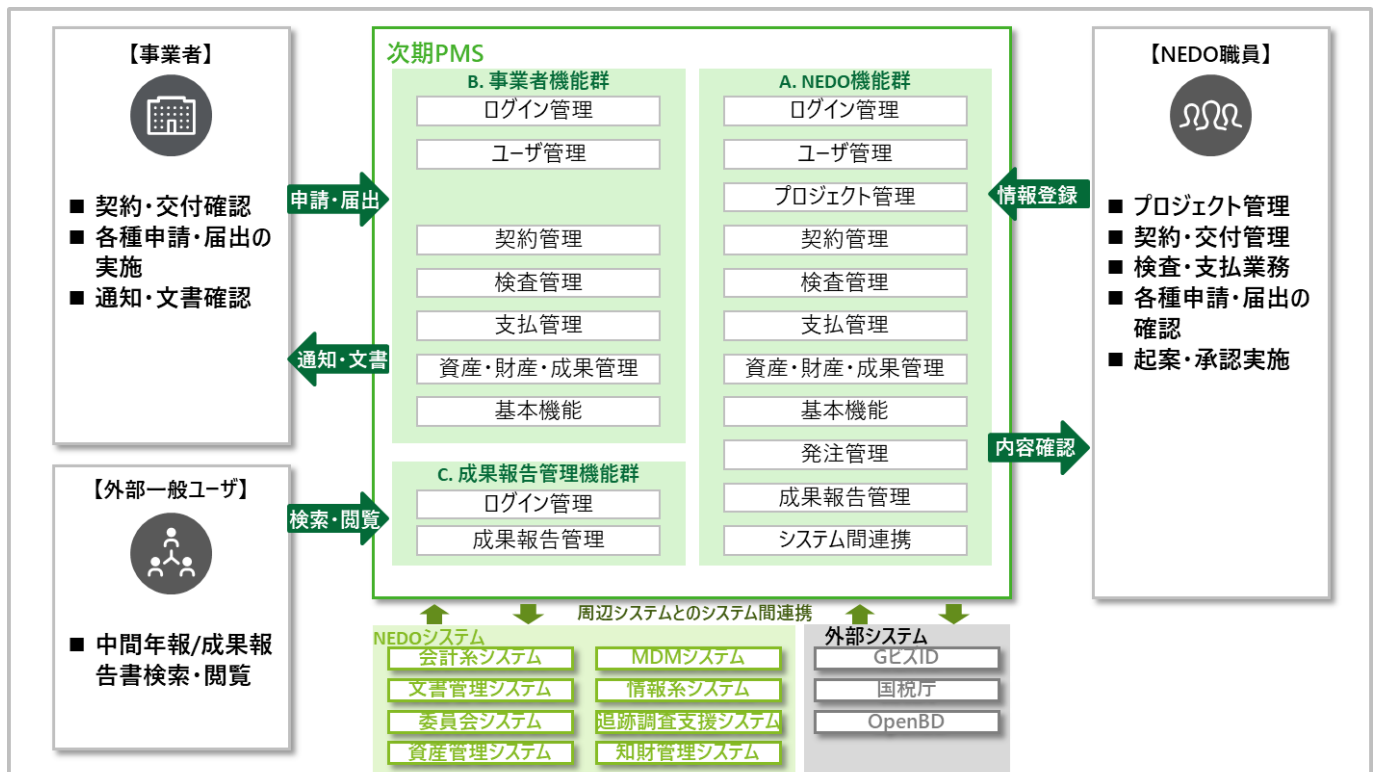 【事業者】
■ 契約・交付確認
■ 各種申請・届出の
実施
■ 通知・文書確認
【外部一般ユーザ】
■ 中間年報/成果報
告書検索・閲覧
申請・届出
通知・文書
検索・閲覧
次期PMS
B. 事業者機能群
ログイン管理
ユーザ管理
契約管理
検査管理
支払管理
資産・財産・成果管理
基本機能
C. 成果報告管理機能群
ログイン管理
成果報告管理
A. NEDO機能群
ログイン管理
ユーザ管理
プロジェクト管理
契約管理
検査管理
支払管理
資産・財産・成果管理
基本機能
発注管理
成果報告管理
システム間連携
情報登録
内容確認
【NEDO職員】
■ プロジェクト管理
■ 契約・交付管理
■ 検査・支払業務
■ 各種申請・届出の
確認
■ 起案・承認実施
周辺システムとのシステム間連携
NEDOシステム
会計系システム
文書管理システム
委員会システム
資産管理システム
MDMシステム
情報系システム
追跡調査支援システム
知財管理システム
外部システム
GビズID
国税庁
OpenBD